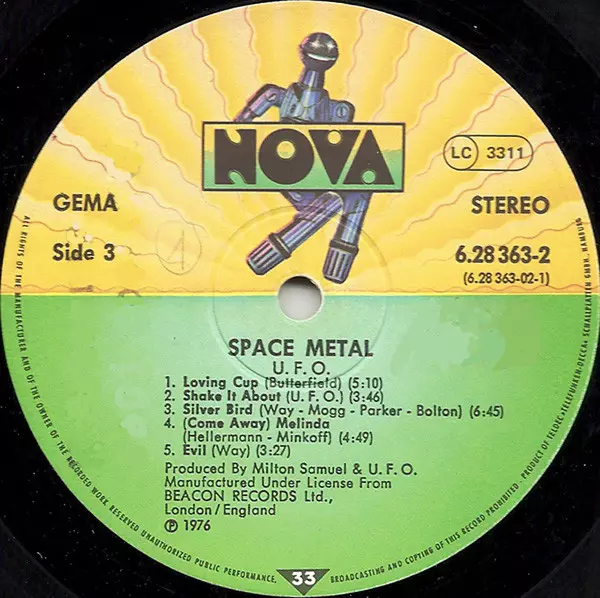 NOVA
LC 3311
GEMA
STEREO
Side 3
4
6.28 363-2
(6.28 363-02-1)
SPACE METAL
U. F. O.
1. Loving Cup (Butterfield) (5:10)
2. Shake It About (U. F. O.) (3:46)
3. Silver Bird (Way - Mogg - Parker - Bolton) (6:45)
4. (Come Away) Melinda
(Hellermann - Minkoff) (4:49)
5. Evil (Way) (3:27)
Produced By Milton Samuel & U. F. O.
Manufactured Under License From
BEACON RECORDS Ltd.,
London / England
℗ 1976
33
ALL RIGHTS OF THE MANUFACTURER AND OF THE OWNER OF THE RECORDED WORK RESERVED UNAUTHORIZED PUBLIC PERFORMANCE, BROADCASTING AND COPYING OF THIS RECORD PROHIBITED · PRODUCT OF TELDEC »TELEFUNKEN-DECCA« SCHALLPLATTEN GMBH, HAMBURG